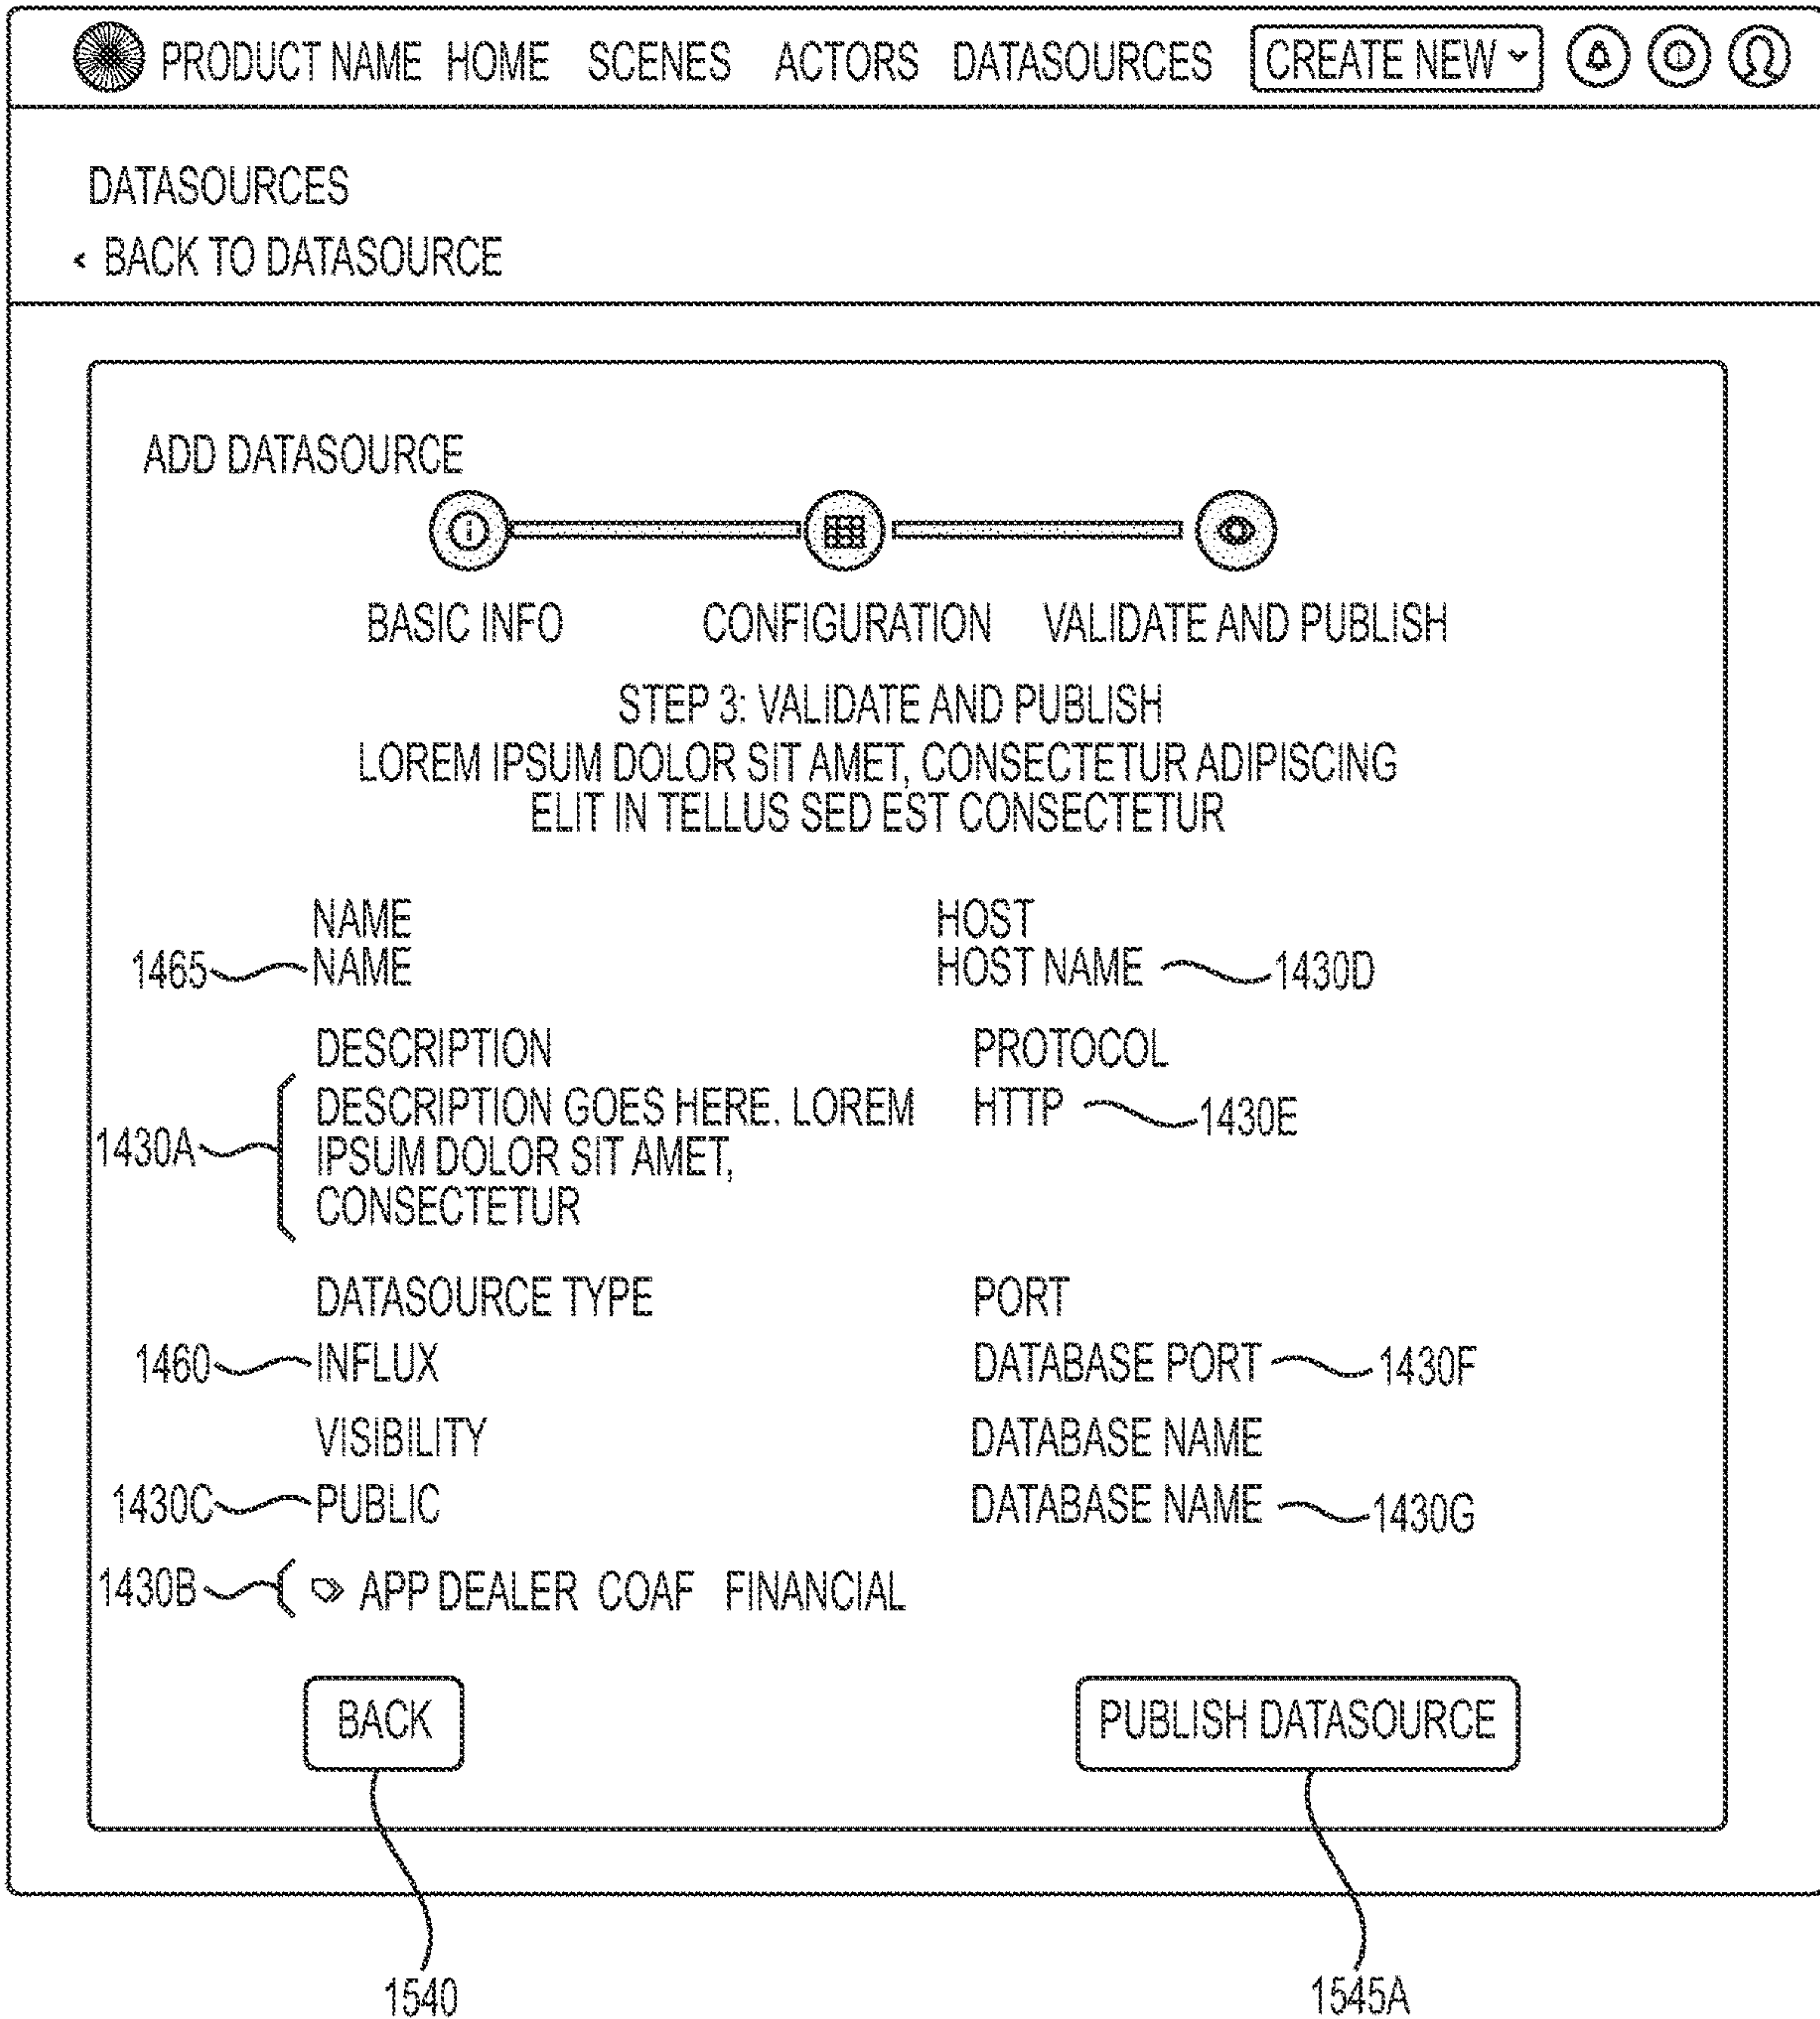 PRODUCT NAME HOME SCENES ACTORS DATASOURCES CREATE NEW
DATASOURCES
< BACK TO DATASOURCE
ADD DATASOURCE
BASIC INFO CONFIGURATION VALIDATE AND PUBLISH
STEP 3: VALIDATE AND PUBLISH
LOREM IPSUM DOLOR SIT AMET, CONSECTETUR ADIPISCING
ELIT IN TELLUS SED EST CONSECTETUR
NAME HOST
1465 NAME HOST NAME 1430D
DESCRIPTION PROTOCOL
DESCRIPTION GOES HERE. LOREM HTTP 1430E
1430A IPSUM DOLOR SIT AMET,
CONSECTETUR
DATASOURCE TYPE PORT
1460 INFLUX DATABASE PORT 1430F
VISIBILITY DATABASE NAME
1430C PUBLIC DATABASE NAME 1430G
1430B APP DEALER COAF FINANCIAL
BACK PUBLISH DATASOURCE
1540 1545A